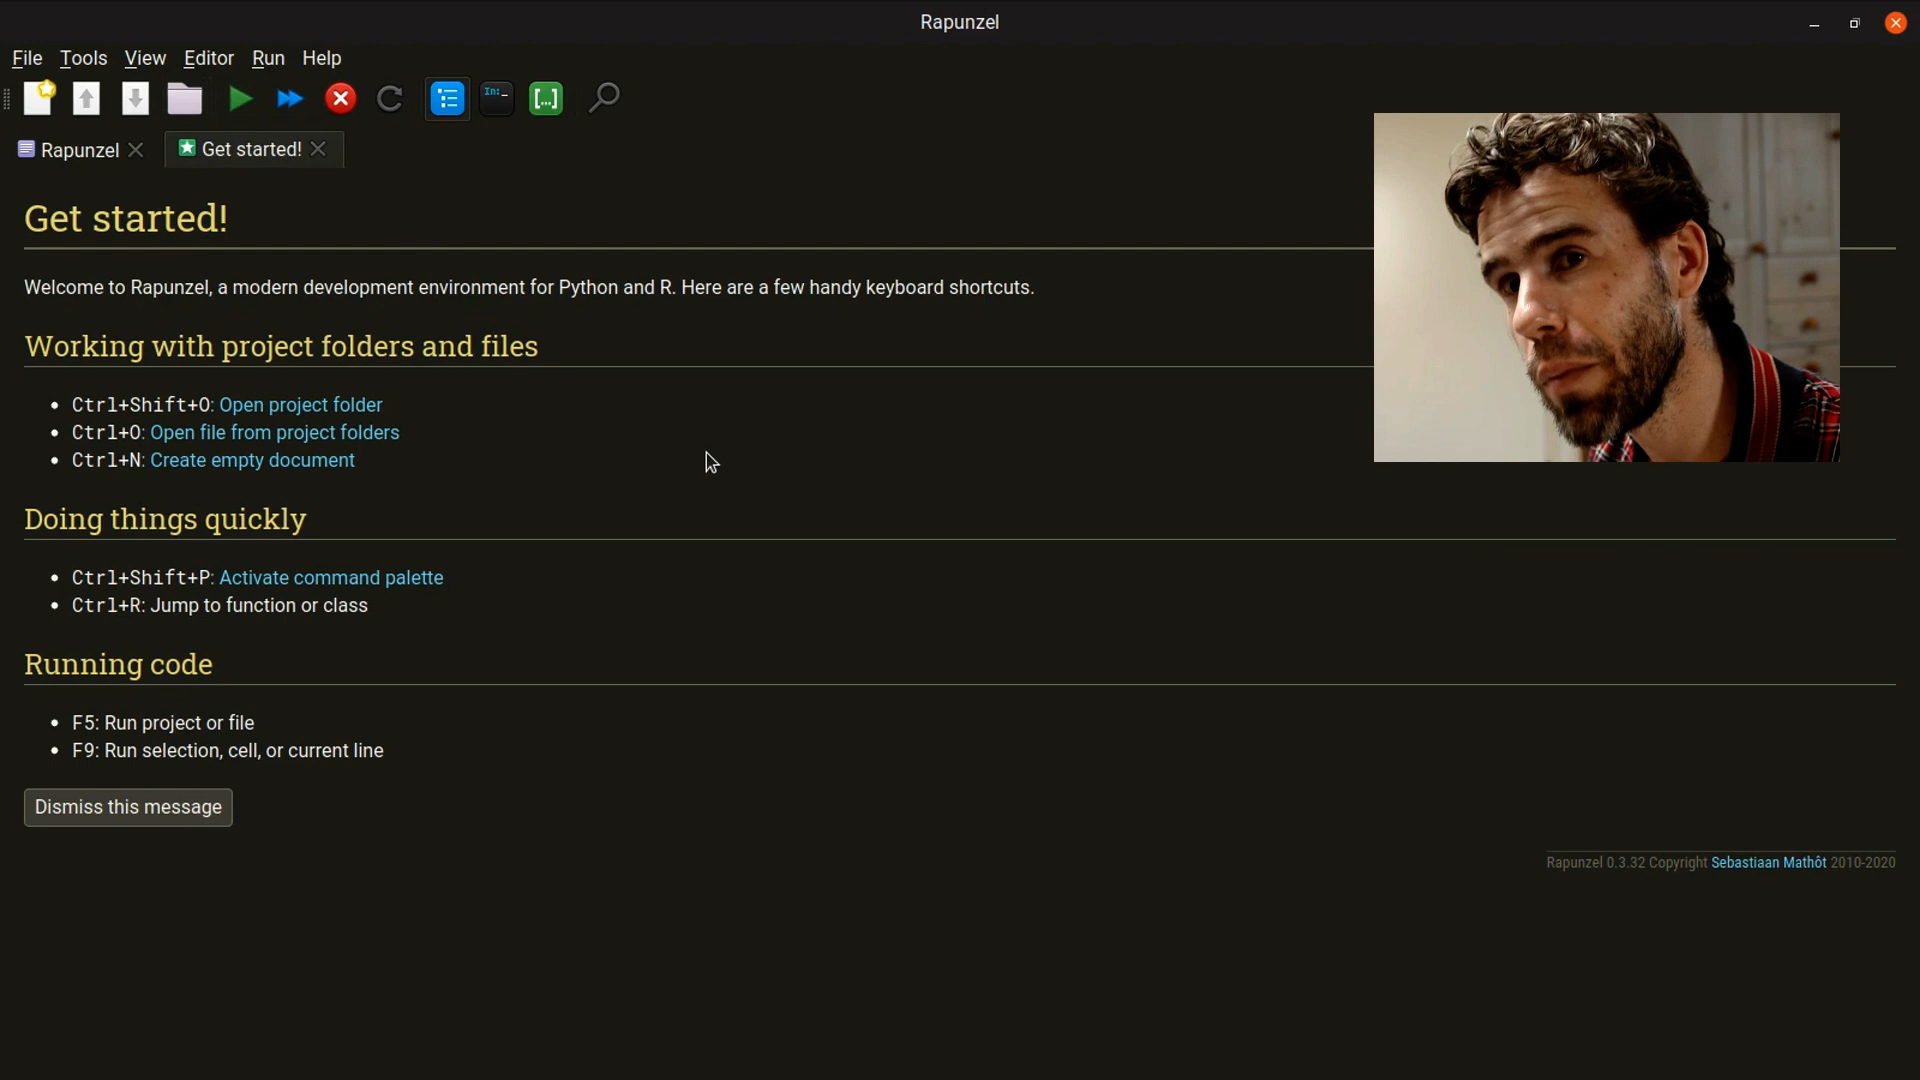 Rapunzel
File Tools View Editor Run Help
In:_
[...]
Rapunzel
Get started!
Get started!
Welcome to Rapunzel, a modern development environment for Python and R. Here are a few handy keyboard shortcuts.
Working with project folders and files
• Ctrl+Shift+O: Open project folder
• Ctrl+O: Open file from project folders
• Ctrl+N: Create empty document
Doing things quickly
• Ctrl+Shift+P: Activate command palette
• Ctrl+R: Jump to function or class
Running code
• F5: Run project or file
• F9: Run selection, cell, or current line
Dismiss this message
Rapunzel 0.3.32 Copyright Sebastiaan Mathôt 2010-2020